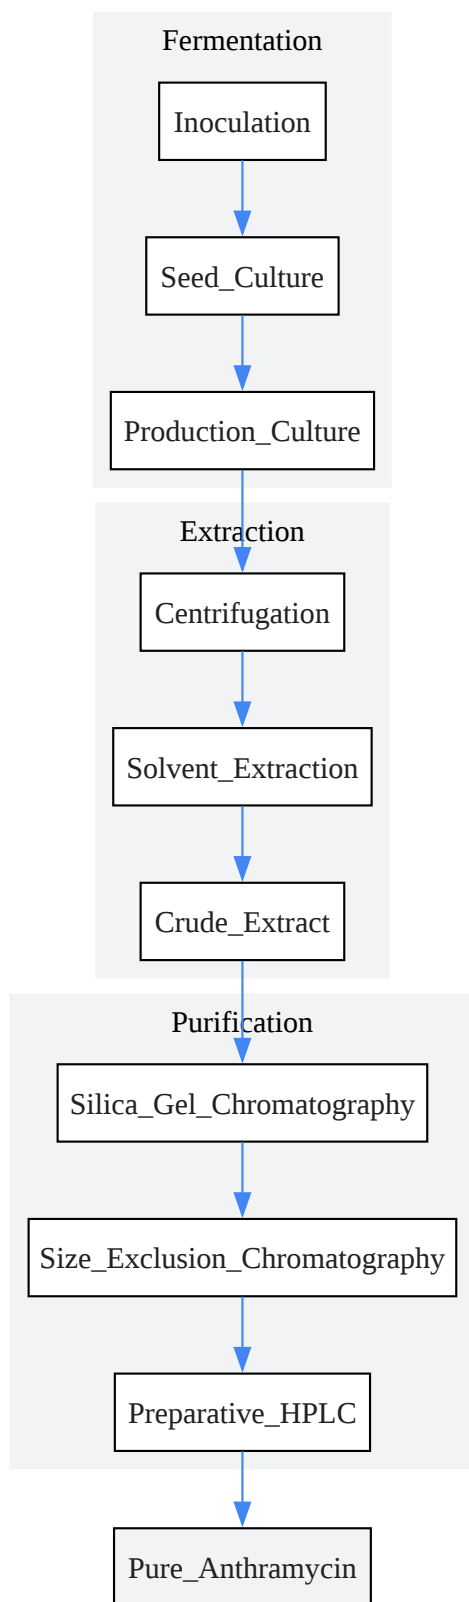 Fermentation
Inoculation
Seed_Culture
Production_Culture
Extraction
Centrifugation
Solvent_Extraction
Crude_Extract
Purification
Silica_Gel_Chromatography
Size_Exclusion_Chromatography
Preparative_HPLC
Pure_Anthramycin